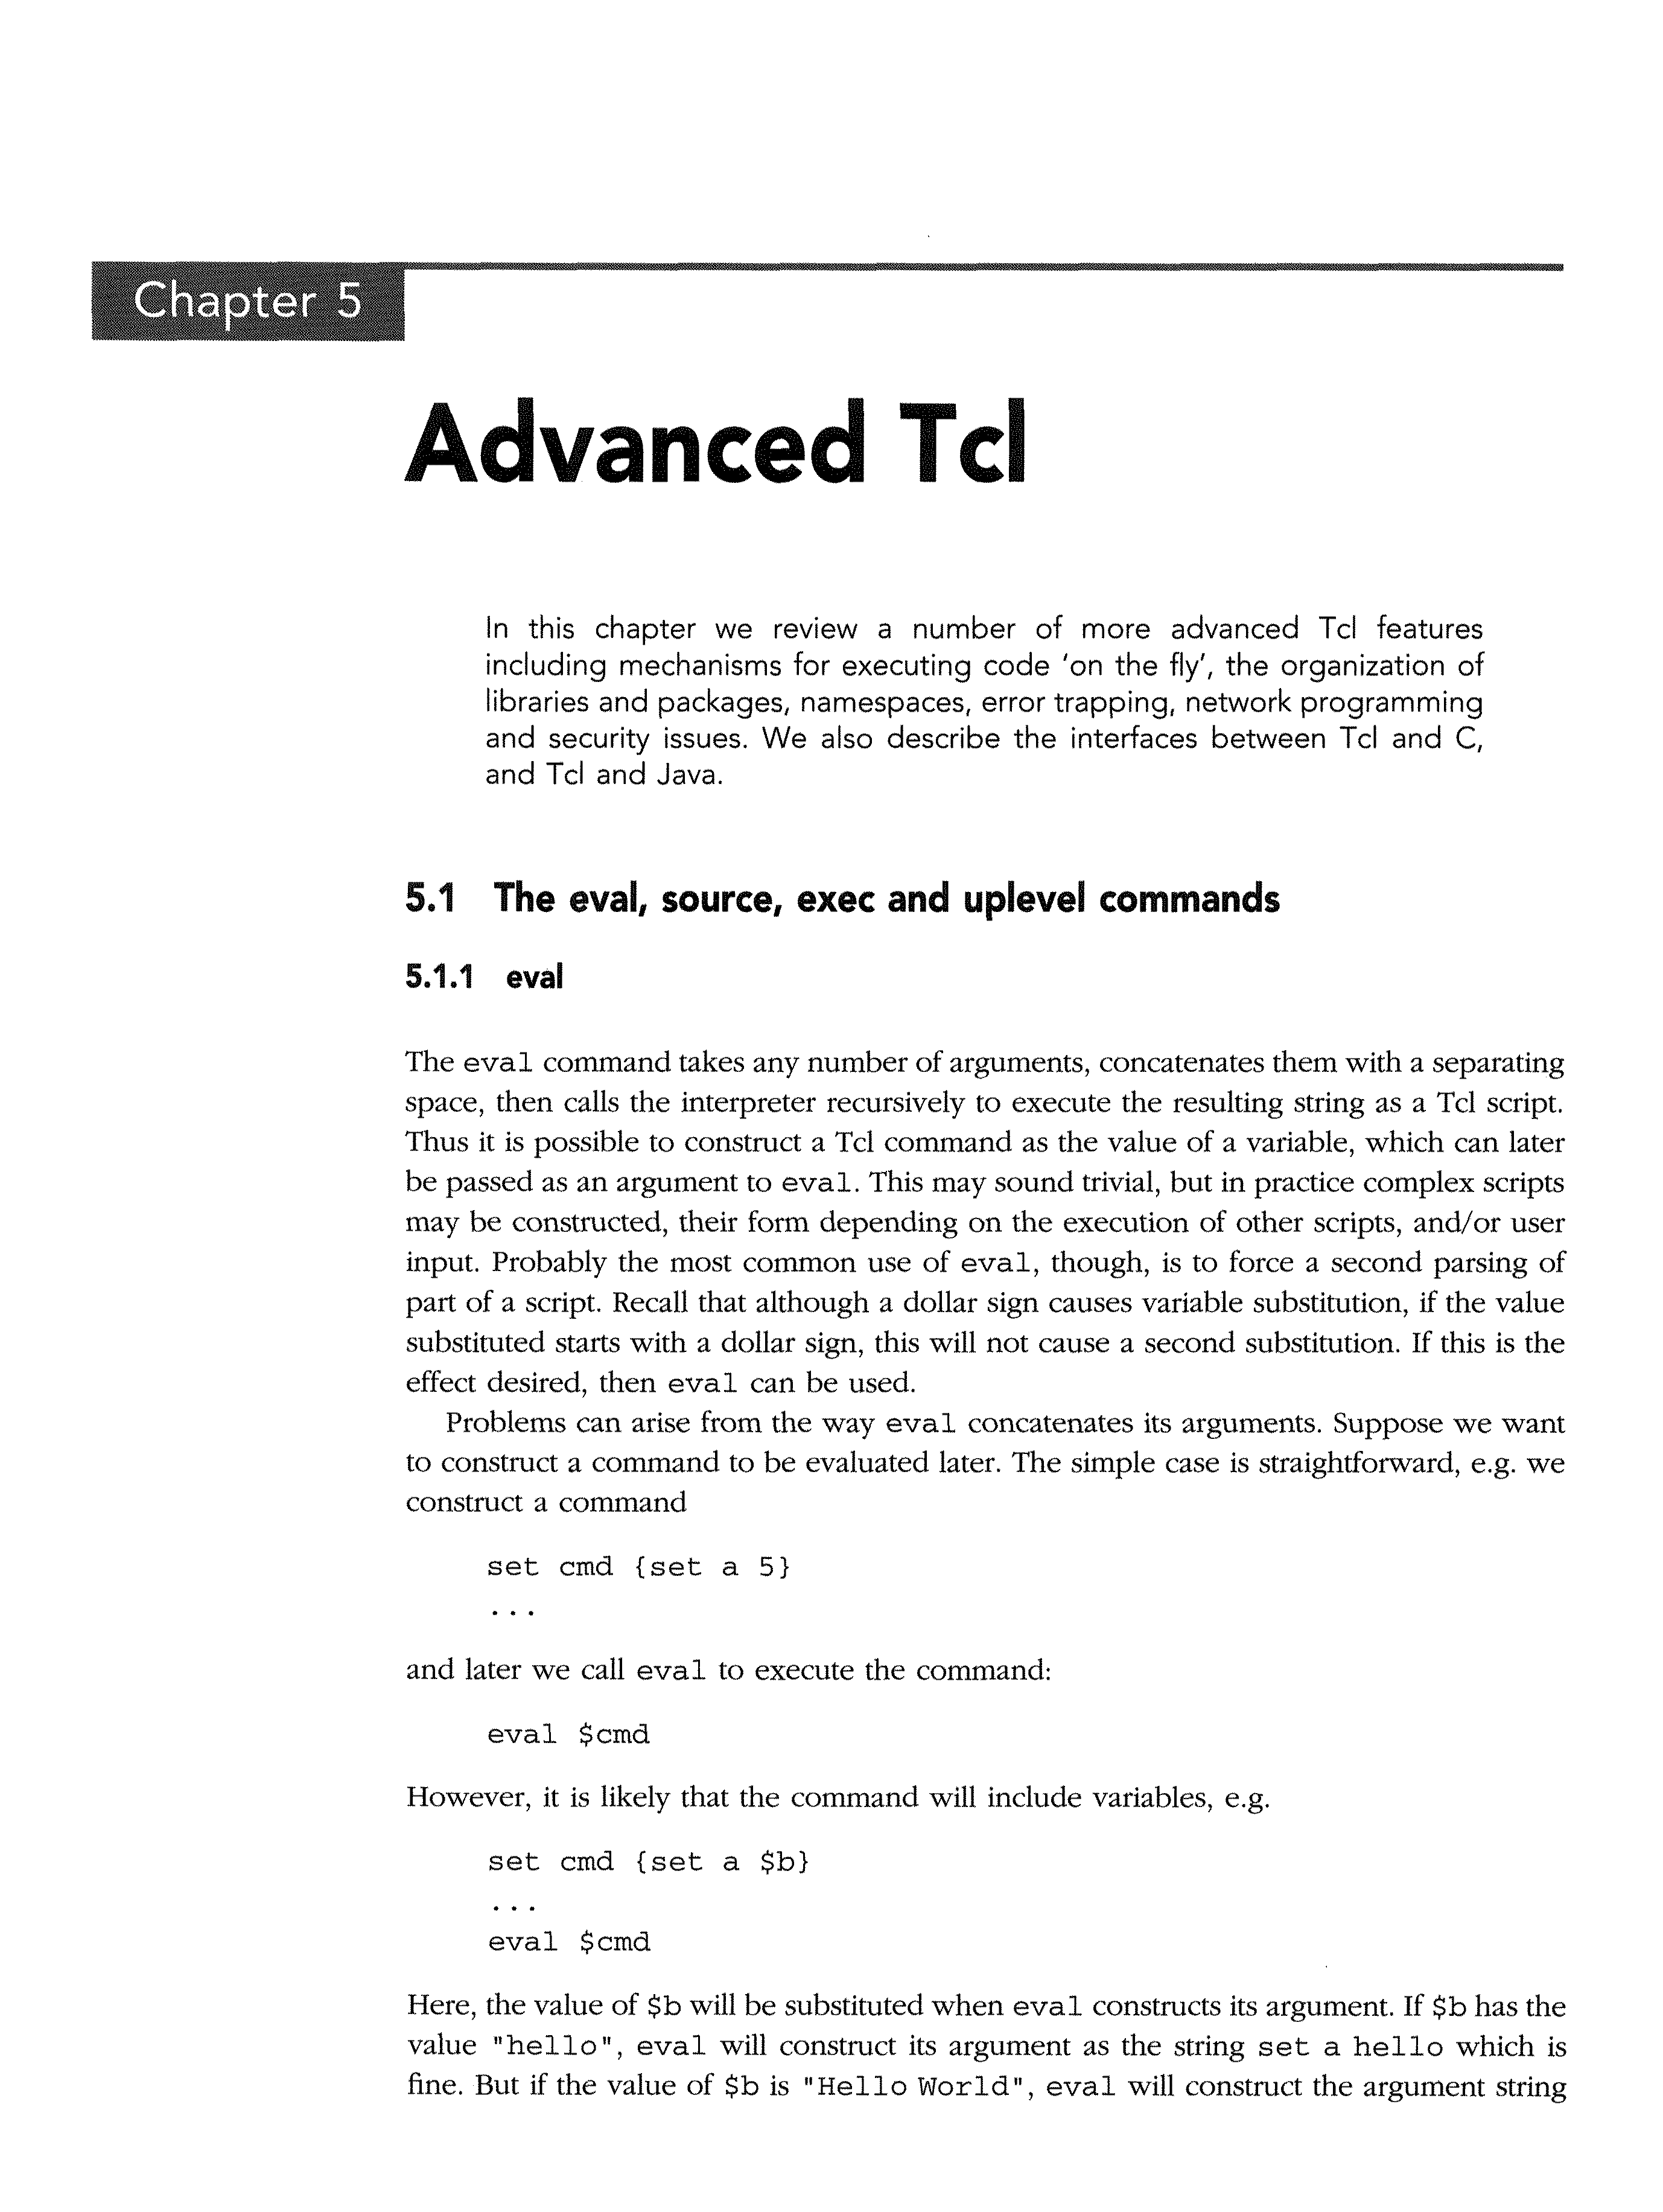 Chapter 5
Advanced Tcl
In this chapter we review a number of more advanced Tcl features
including mechanisms for executing code 'on the fly', the organization of
libraries and packages, namespaces, error trapping, network programming
and security issues. We also describe the interfaces between Tcl and C,
and Tcl and Java.
5.1 The eval, source, exec and uplevel commands
5.1.1 eval
The eval command takes any number of arguments, concatenates them with a separating
space, then calls the interpreter recursively to execute the resulting string as a Tcl script.
Thus it is possible to construct a Tcl command as the value of a variable, which can later
be passed as an argument to eval. This may sound trivial, but in practice complex scripts
may be constructed, their form depending on the execution of other scripts, and/or user
input. Probably the most common use of eval, though, is to force a second parsing of
part of a script. Recall that although a dollar sign causes variable substitution, if the value
substituted starts with a dollar sign, this will not cause a second substitution. If this is the
effect desired, then eval can be used.
Problems can arise from the way eval concatenates its arguments. Suppose we want
to construct a command to be evaluated later. The simple case is straightforward, e.g. we
construct a command
set cmd {set a 5}
...
and later we call eval to execute the command:
eval $cmd
However, it is likely that the command will include variables, e.g.
set cmd {set a $b}
...
eval $cmd
Here, the value of $b will be substituted when eval constructs its argument. If $b has the
value "hello", eval will construct its argument as the string set a hello which is
fine. But if the value of $b is "Hello World", eval will construct the argument string